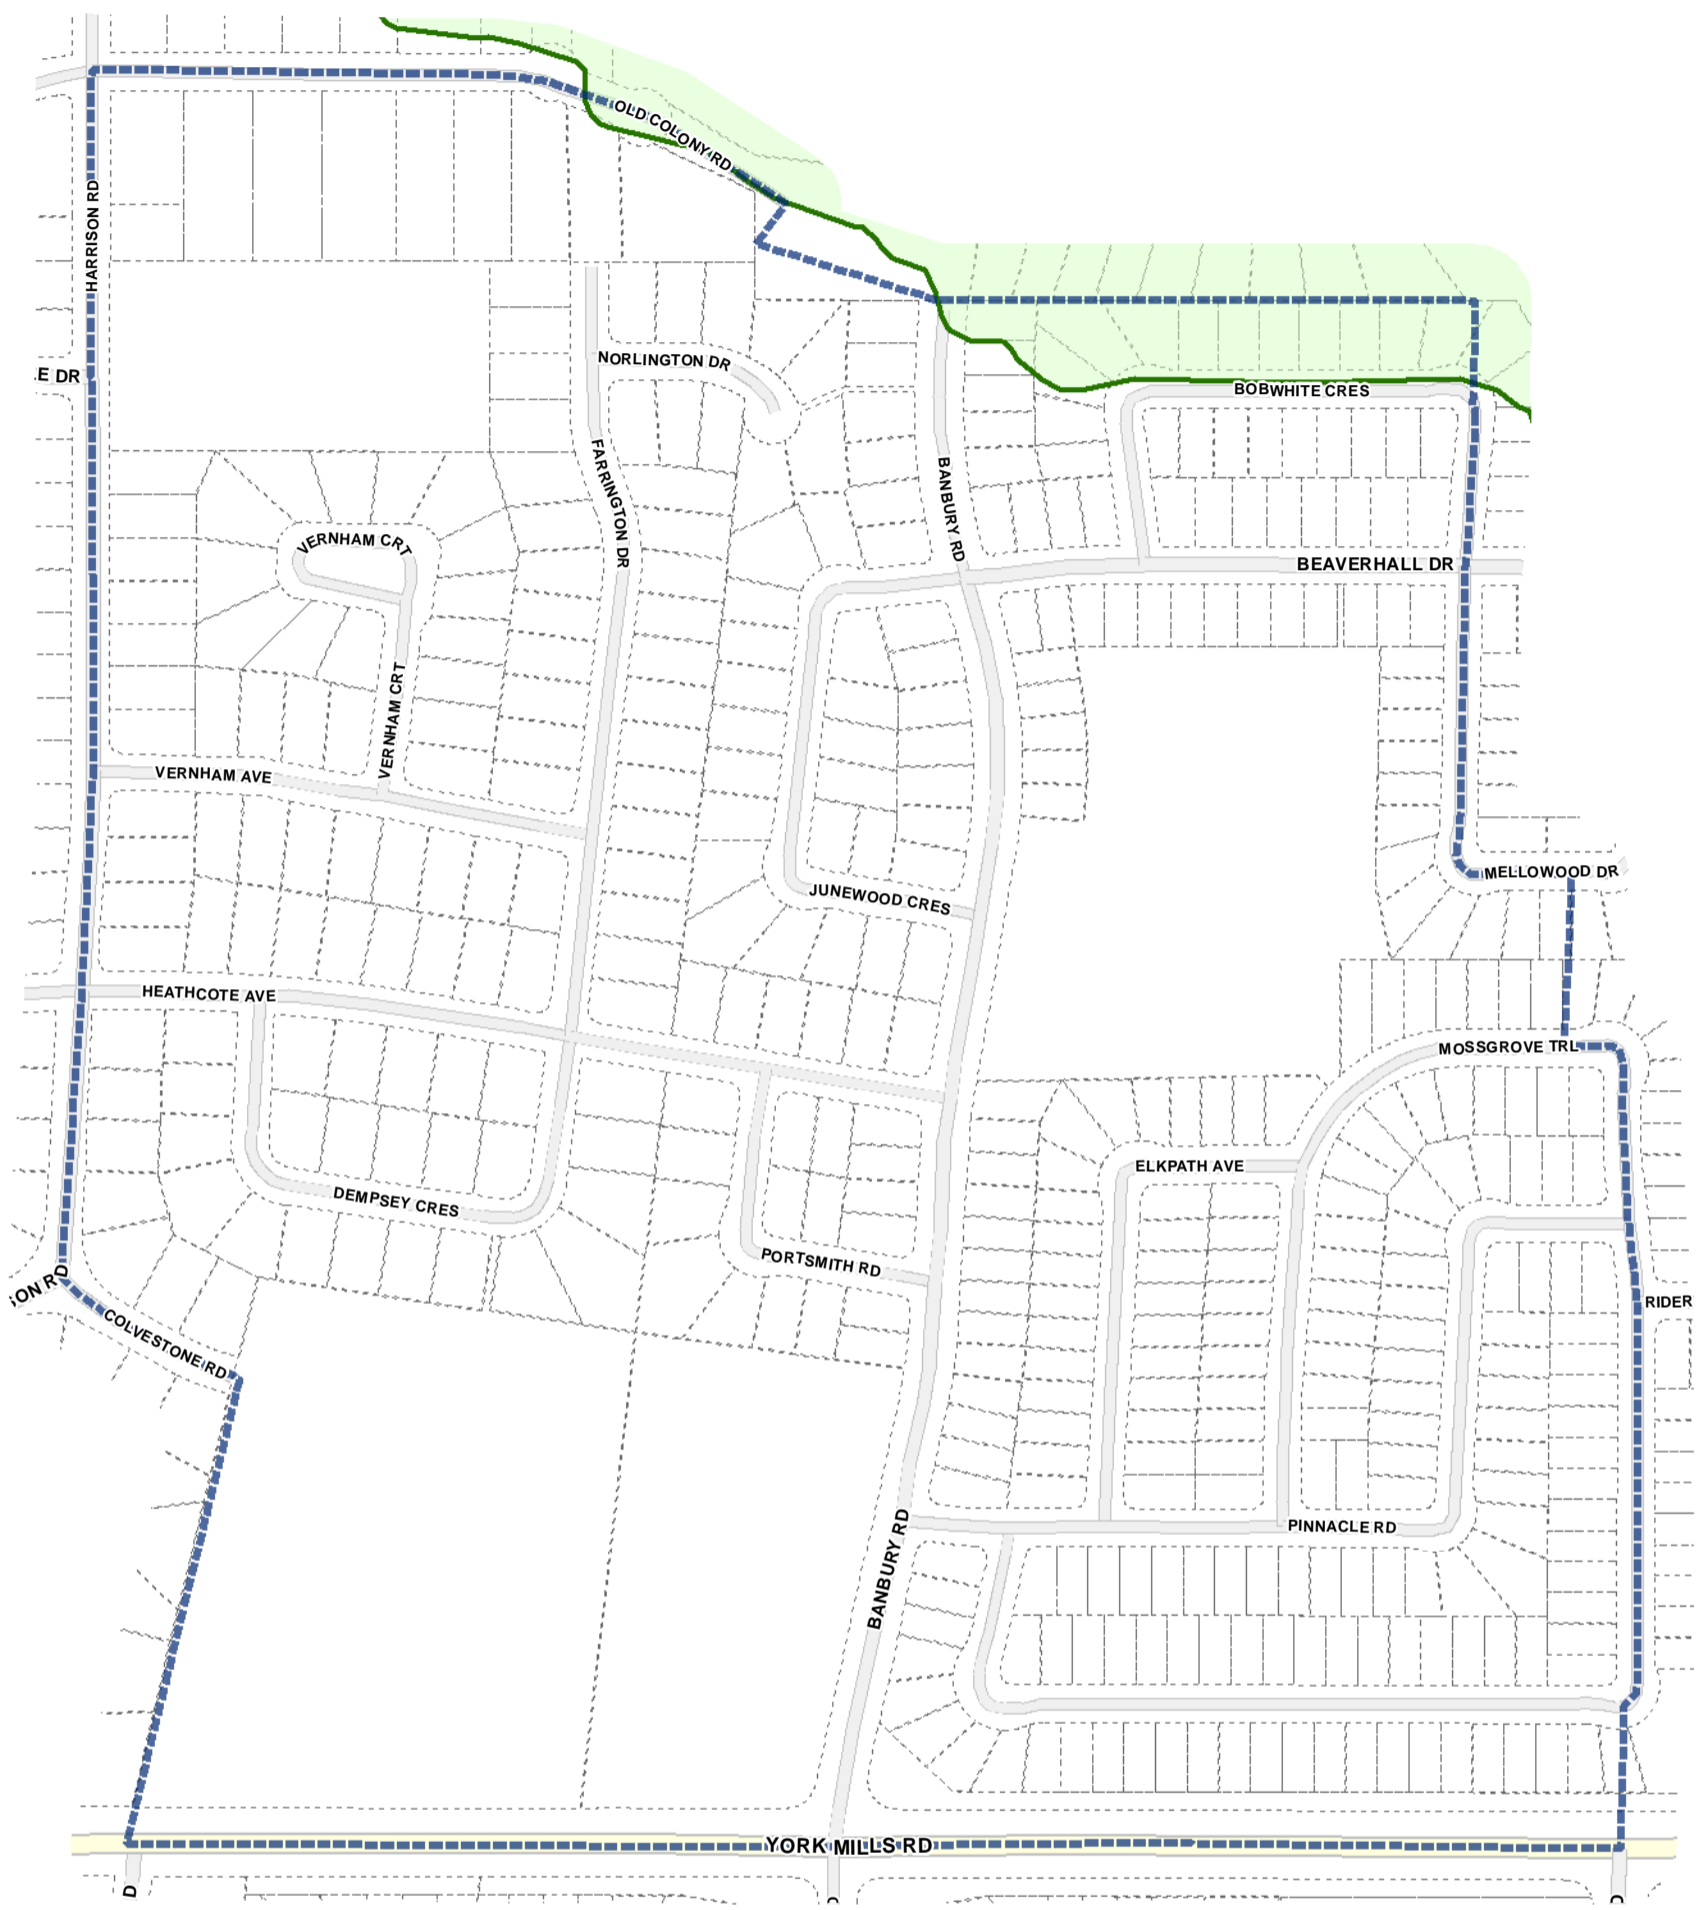 OLD COLONY RD
HARRISON RD
NORLINGTON DR
E DR
BOBWHITE CRES
FARRINGTON DR
BANBURY RD
VERNHAM CRT
BEAVERHALL DR
VERNHAM CRT
VERNHAM AVE
MELLOWOOD DR
JUNEWOOD CRES
HEATHCOTE AVE
MOSSGROVE TRL
ELKPATH AVE
DEMPSEY CRES
PORTSMITH RD
SON RD
RIDER
COLVESTONE RD
PINNACLE RD
BANBURY RD
YORK MILLS RD
D
D
D